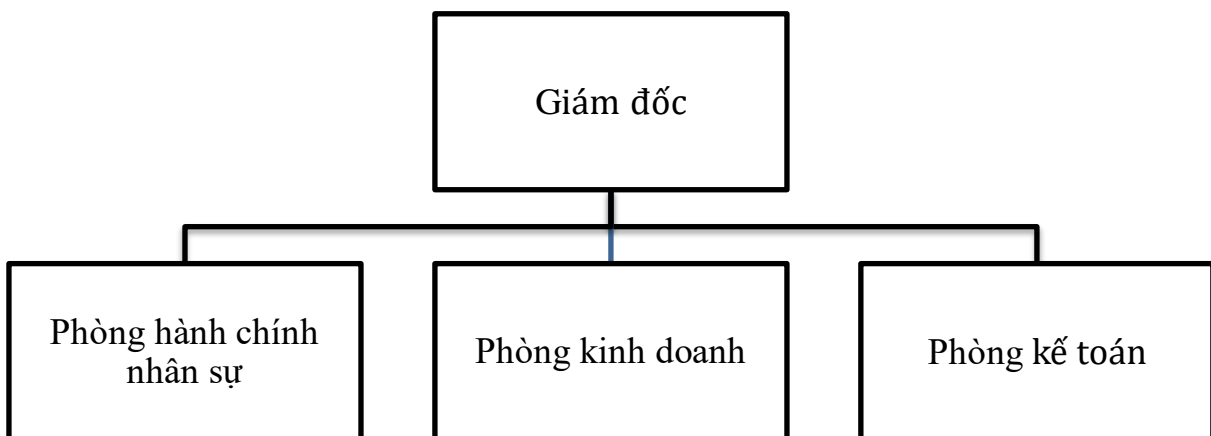 Giám đốc
Phòng hành chính
nhân sự
Phòng kinh doanh
Phòng kế toán